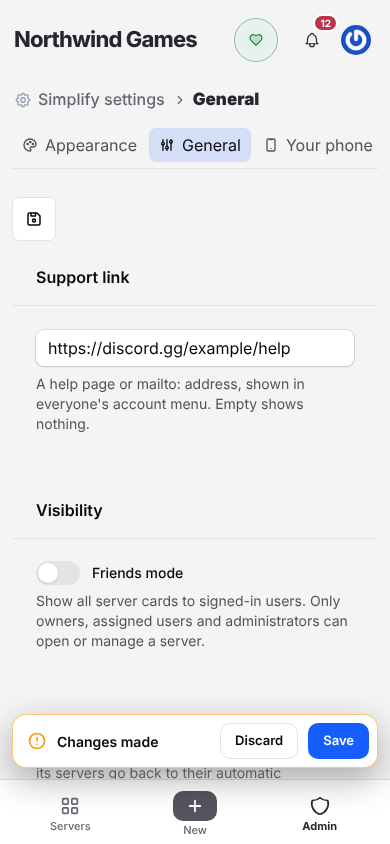 Northwind Games
12
Simplify settings > General
Appearance
General
Your phone
Support link
https://discord.gg/example/help
A help page or mailto: address, shown in
everyone's account menu. Empty shows
nothing.
Visibility
Friends mode
Show all server cards to signed-in users. Only
owners, assigned users and administrators can
open or manage a server.
Changes made
Discard
Save
its servers go back to their automatic
Servers
New
Admin